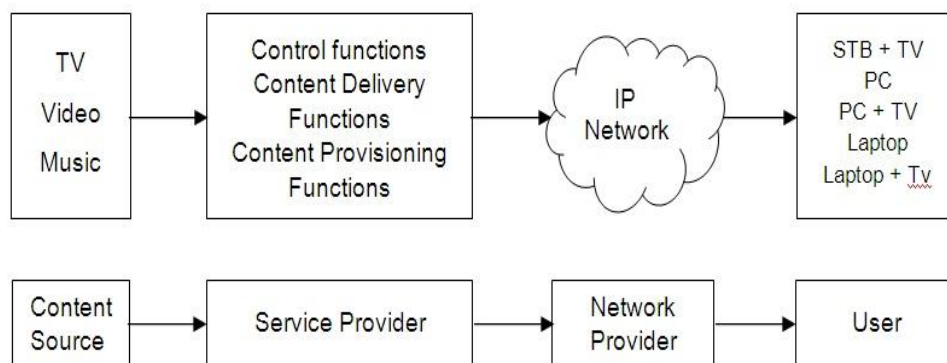 TV
Video
Music
Control functions
Content Delivery
Functions
Content Provisioning
Functions
IP
Network
STB + TV
PC
PC + TV
Laptop
Laptop + Tv
Content
Source
Service Provider
Network
Provider
User